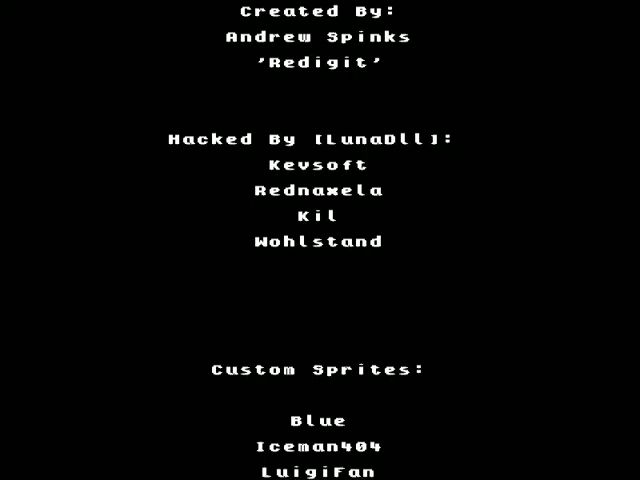 Created By:
Andrew Spinks
'Redigit'
Hacked By [LunaDll]:
Kevsoft
Rednaxela
Kil
Wohlstand
Custom Sprites:
Blue
Iceman404
LuigiFan